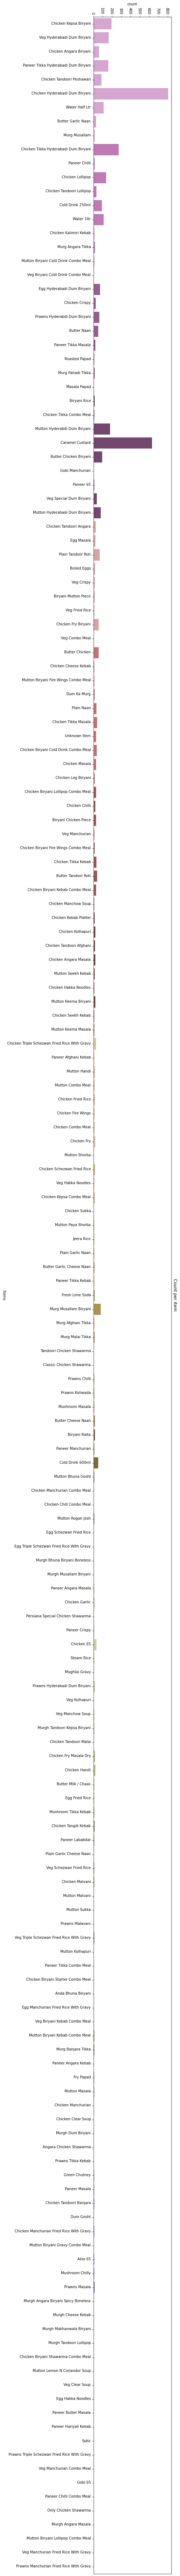 count
0 100 200 300 400 500 600 700 800
Count per item
Items
Chicken Kepsa Biryani
Veg Hyderabadi Dum Biryani
Chicken Angara Biryani
Paneer Tikka Hyderabadi Dum Biryani
Chicken Tandoori Peshawari
Chicken Hyderabadi Dum Biryani
Water Half Ltr
Butter Garlic Naan
Murg Musallam
Chicken Tikka Hyderabadi Dum Biryani
Paneer Chilli
Chicken Lollipop
Chicken Tandoori Lollipop
Cold Drink 250ml
Water 1ltr
Chicken Kalimiri Kebab
Murg Angara Tikka
Mutton Biryani Cold Drink Combo Meal
Veg Biryani Cold Drink Combo Meal
Egg Hyderabadi Dum Biryani
Chicken Crispy
Prawns Hyderabdi Dum Biryani
Butter Naan
Paneer Tikka Masala
Roasted Papad
Murg Pahadi Tikka
Masala Papad
Biryani Rice
Chicken Tikka Combo Meal
Mutton Hyderabdi Dum Biryani
Caramel Custard
Butter Chicken Biryani
Gobi Manchurian
Paneer 65
Veg Special Dum Biryani
Mutton Hyderabadi Dum Biryani
Chicken Tandoori Angara
Egg Masala
Plain Tandoor Roti
Boiled Eggs
Veg Crispy
Biryani Mutton Piece
Veg Fried Rice
Chicken Fry Biryani
Veg Combo Meal
Butter Chicken
Chicken Cheese Kebab
Mutton Biryani Fire Wings Combo Meal
Dum Ka Murg
Plain Naan
Chicken Tikka Masala
Unknown Item
Chicken Biryani Cold Drink Combo Meal
Chicken Masala
Chicken Leg Biryani
Chicken Biryani Lollipop Combo Meal
Chicken Chilli
Biryani Chicken Piece
Veg Manchurian
Chicken Biryani Fire Wings Combo Meal
Chicken Tikka Kebab
Butter Tandoor Roti
Chicken Biryani Kebab Combo Meal
Chicken Manchow Soup
Chicken Kebab Platter
Chicken Kolhapuri
Chicken Tandoori Afghani
Chicken Angara Masala
Mutton Seekh Kebab
Chicken Hakka Noodles
Mutton Keema Biryani
Chicken Seekh Kebab
Mutton Keema Masala
Chicken Triple Schezwan Fried Rice With Gravy
Paneer Afghani Kebab
Mutton Handi
Mutton Combo Meal
Chicken Fried Rice
Chicken Fire Wings
Chicken Combo Meal
Chicken Fry
Mutton Shorba
Chicken Schezwan Fried Rice
Veg Hakka Noodles
Chicken Kepsa Combo Meal
Chicken Sukka
Mutton Paya Shorba
Jeera Rice
Plain Garlic Naan
Butter Garlic Cheese Naan
Paneer Tikka Kebab
Fresh Lime Soda
Murg Musallam Biryani
Murg Afghani Tikka
Murg Malai Tikka
Tandoori Chicken Shawarma
Classic Chicken Shawarma
Prawns Chilli
Prawns Koliwada
Mushroom Masala
Butter Cheese Naan
Biryani Raita
Paneer Manchurian
Cold Drink 600ml
Mutton Bhuna Gosht
Chicken Manchurian Combo Meal
Chicken Chili Combo Meal
Mutton Rogan Josh
Egg Schezwan Fried Rice
Egg Triple Schezwan Fried Rice With Gravy
Murgh Bhuna Biryani Boneless
Murgh Musallam Biryani
Paneer Angara Masala
Chicken Garlic
Persiana Special Chicken Shawarma
Paneer Crispy
Chicken 65
Steam Rice
Mughlai Gravy
Prawns Hyderabadi Dum Biryani
Veg Kolhapuri
Veg Manchow Soup
Murgh Tandoori Kepsa Biryani
Chicken Tandoori Malai
Chicken Fry Masala Dry
Chicken Handi
Butter Milk / Chaas
Egg Fried Rice
Mushroom Tikka Kebab
Chicken Tangdi Kebab
Paneer Lababdar
Plain Garlic Cheese Naan
Veg Schezwan Fried Rice
Chicken Malvani
Mutton Malvani
Mutton Sukka
Prawns Malavani
Veg Triple Schezwan Fried Rice With Gravy
Mutton Kolhapuri
Paneer Tikka Combo Meal
Chicken Biryani Starter Combo Meal
Anda Bhuna Biryani
Egg Manchurian Fried Rice With Gravy
Veg Biryani Kebab Combo Meal
Mutton Biryani Kebab Combo Meal
Murg Banjara Tikka
Paneer Angara Kebab
Fry Papad
Mutton Masala
Chicken Manchurian
Chicken Clear Soup
Murgh Dum Biryani
Angara Chicken Shawarma
Prawns Tikka Kebab
Green Chutney
Paneer Masala
Chicken Tandoori Banjara
Dum Gosht
Chicken Manchurian Fried Rice With Gravy
Mutton Biryani Gravy Combo Meal
Aloo 65
Mushroom Chilly
Prawns Masala
Murgh Angara Biryani Spicy Boneless
Murgh Cheese Kebab
Murgh Makhanwala Biryani
Murgh Tandoori Lollipop
Chicken Biryani Shawarma Combo Meal
Mutton Lemon N Coriander Soup
Veg Clear Soup
Egg Hakka Noodles
Paneer Butter Masala
Paneer Hariyali Kebab
Sulic
Prawns Triple Schezwan Fried Rice With Gravy
Veg Manchurian Combo Meal
Gobi 65
Paneer Chilli Combo Meal
Only Chicken Shawarma
Murgh Angara Masala
Mutton Biryani Lollipop Combo Meal
Veg Manchurian Fried Rice With Gravy
Prawns Manchurian Fried Rice With Gravy